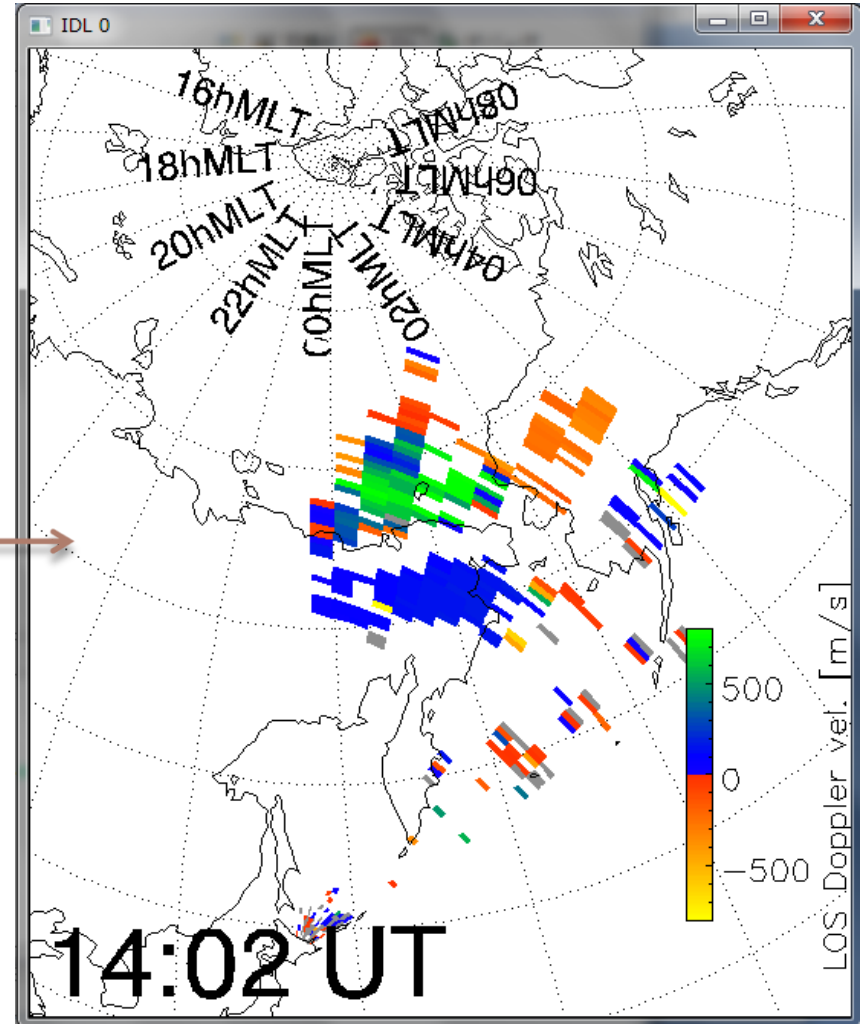 IDL 0
16hMLT
08hMLT
18hMLT
06hMLT
20hMLT
04hMLT
22hMLT
00hMLT
02hMLT
500
0
−500
LOS Doppler vel. [m/s]
14:02 UT